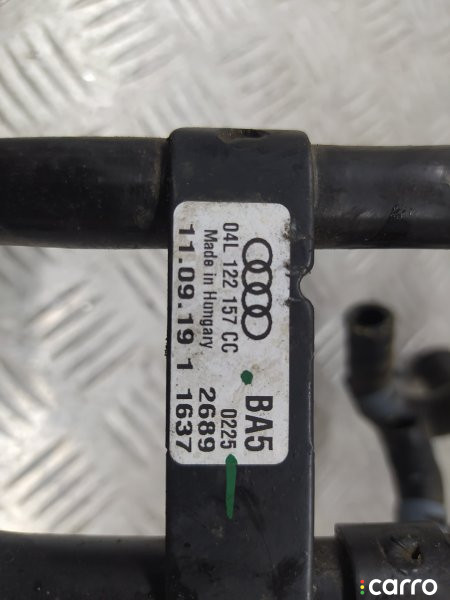 04L 122 157 CC
Made in Hungary
11.09.19 1
BA5
0225
2689
1637
carro